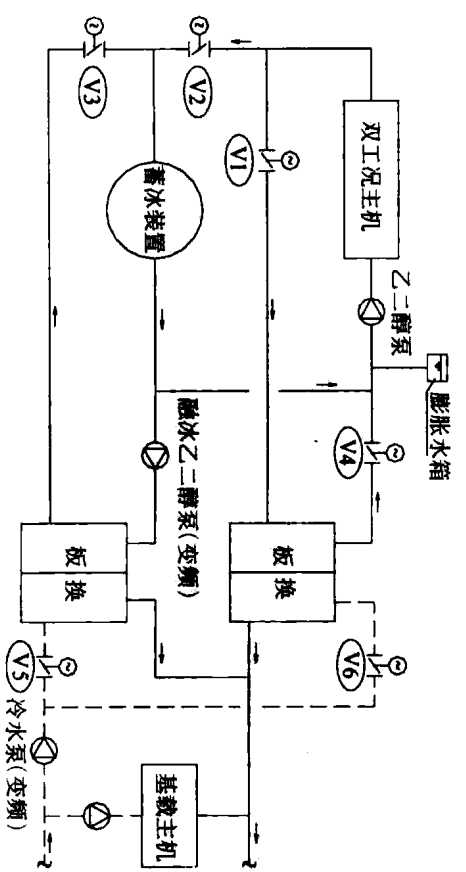 双工况主机
乙二醇泵
膨胀水箱
V1
V2
V3
V4
蓄冰装置
融冰乙二醇泵(变频)
板换
板换
V5
V6
冷水泵(变频)
基载主机